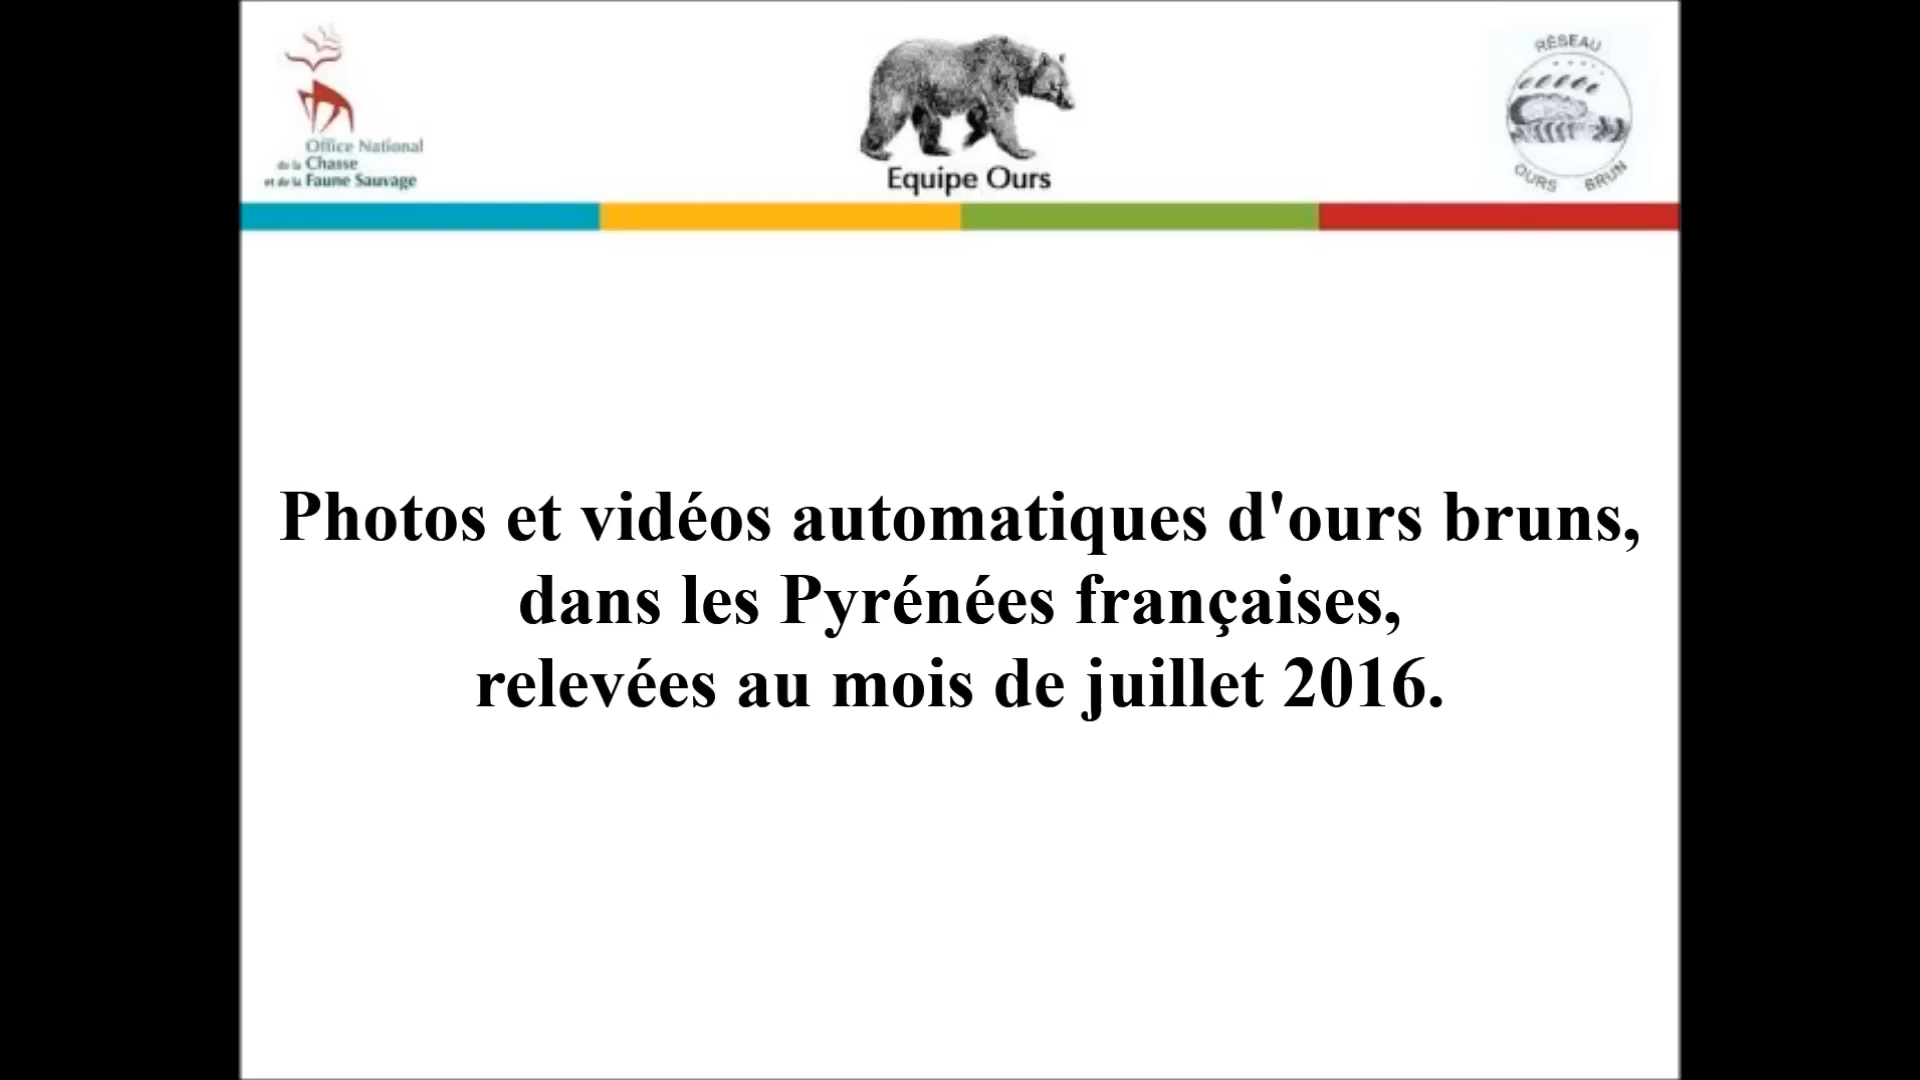 Office National
de la Chasse
et de la Faune Sauvage
Equipe Ours
RÉSEAU
OURS BRUN
Photos et vidéos automatiques d'ours bruns,
dans les Pyrénées françaises,
relevées au mois de juillet 2016.